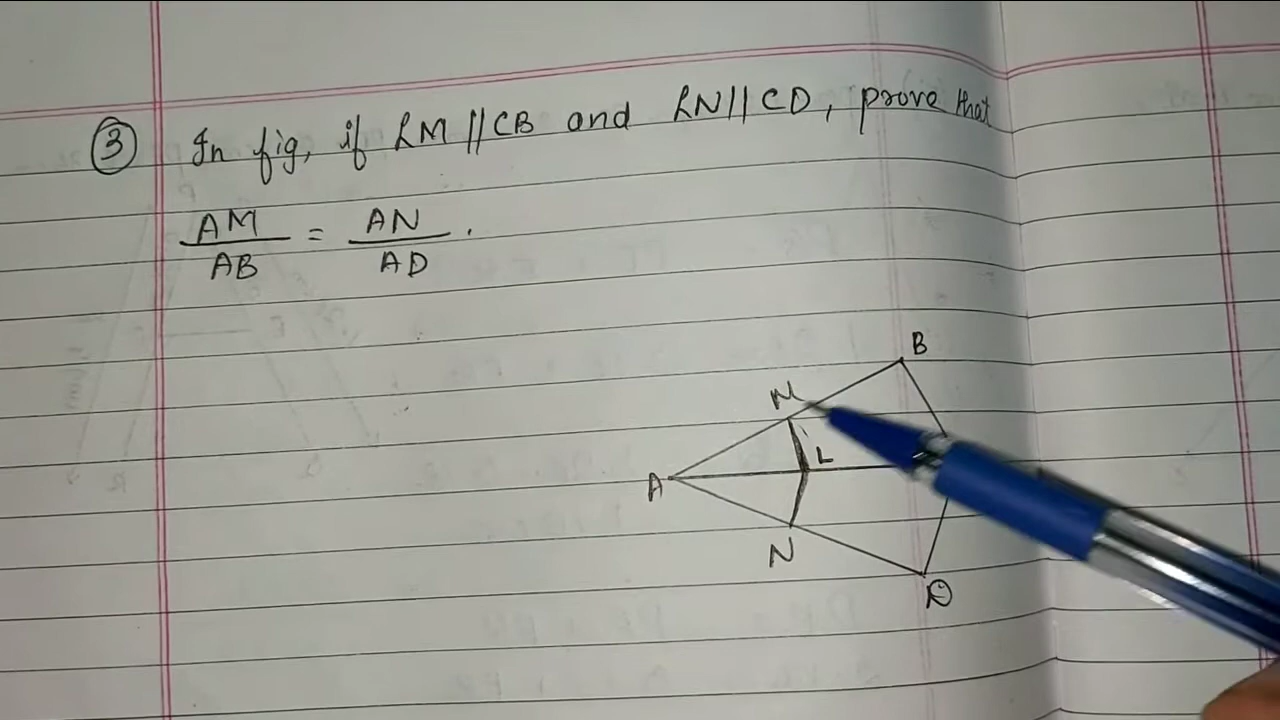 3 In fig, if LM || CB and LN || CD, prove that
AM/AB = AN/AD.
B
M
L
A
N
D